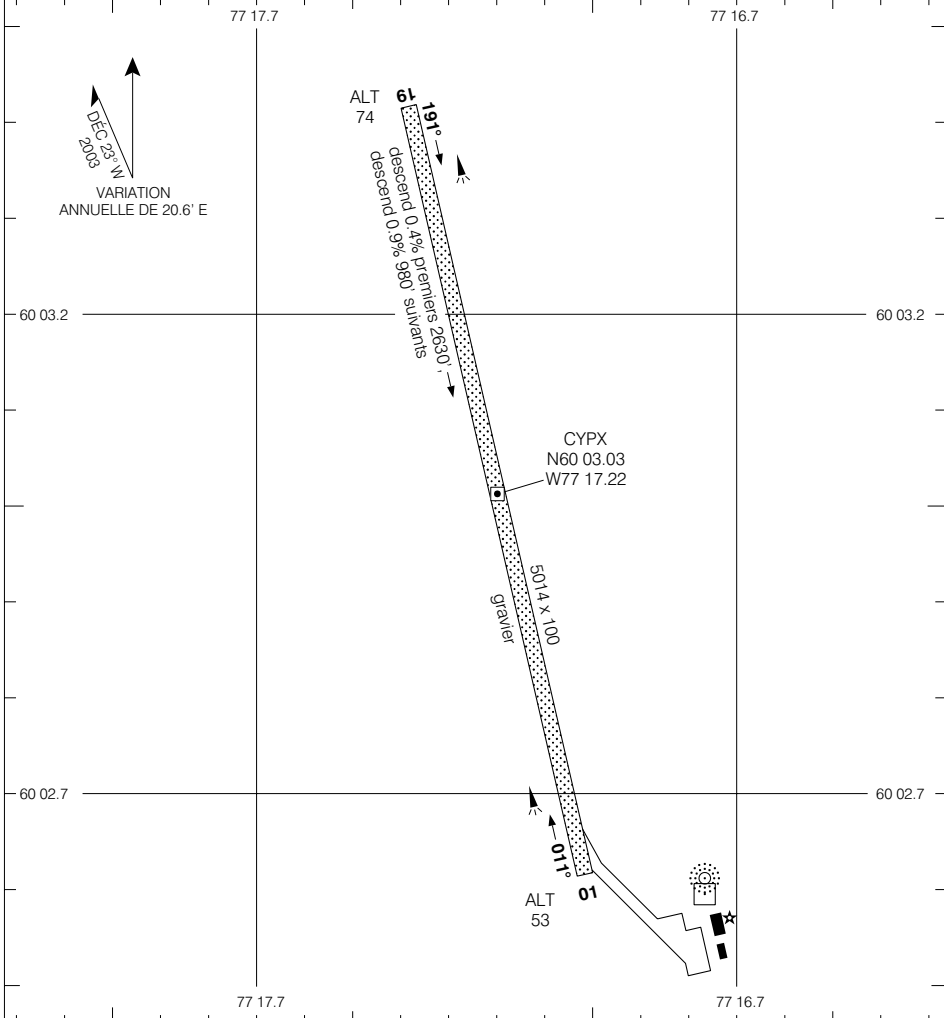 77 17.7
77 16.7
DÉC 23° W
2003
VARIATION
ANNUELLE DE 20.6' E
ALT
74
19
191°
descend 0.4% premiers 2630',
descend 0.9% 980' suivants
60 03.2
60 03.2
CYPX
N60 03.03
W77 17.22
5014 x 100
gravier
60 02.7
60 02.7
011°
ALT
53
01
77 17.7
77 16.7